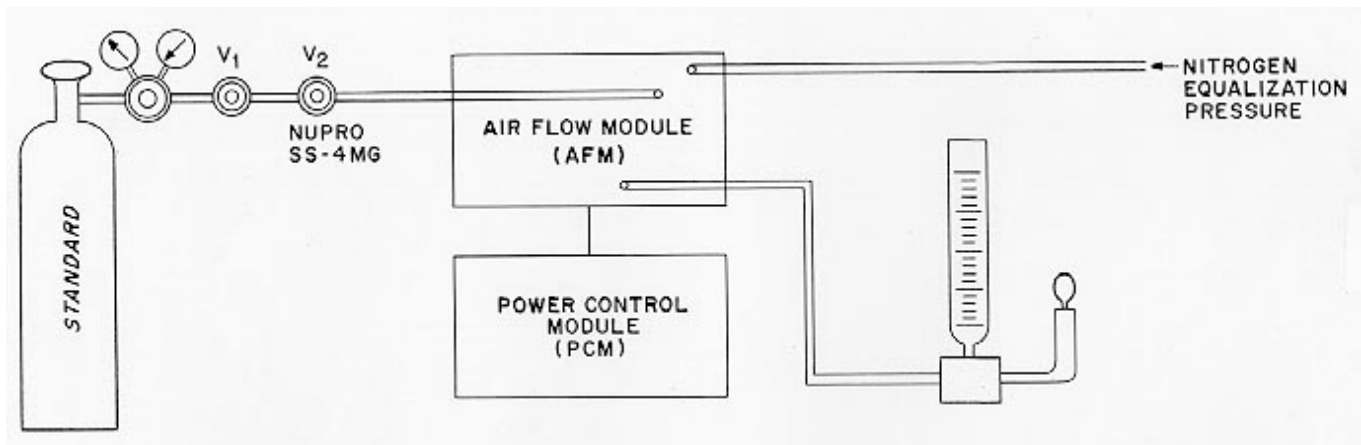 STANDARD
V1
V2
NUPRO
SS-4MG
AIR FLOW MODULE
(AFM)
NITROGEN
EQUALIZATION
PRESSURE
POWER CONTROL
MODULE
(PCM)